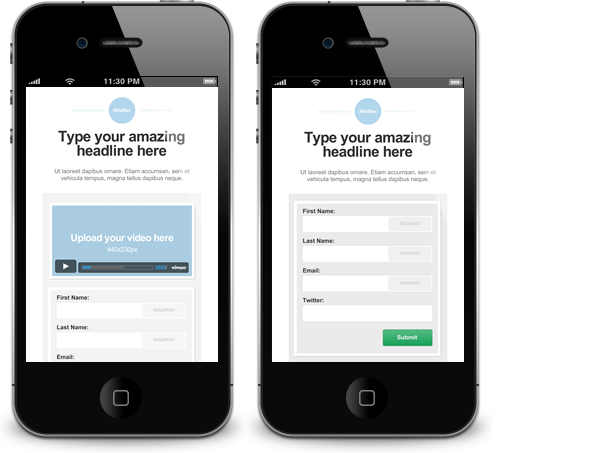 11:30 PM
Type your amazing
headline here
Ut laoreet dapibus ornare. Etiam accumsan, sem et
vehicula tempus, magna tellus dapibus neque.
Upload your video here
440x230px
vimeo
First Name:
REQUIRED
Last Name:
REQUIRED
Email:
11:30 PM
Type your amazing
headline here
Ut laoreet dapibus ornare. Etiam accumsan, sem et
vehicula tempus, magna tellus dapibus neque.
First Name:
REQUIRED
Last Name:
REQUIRED
Email:
REQUIRED
Twitter:
Submit